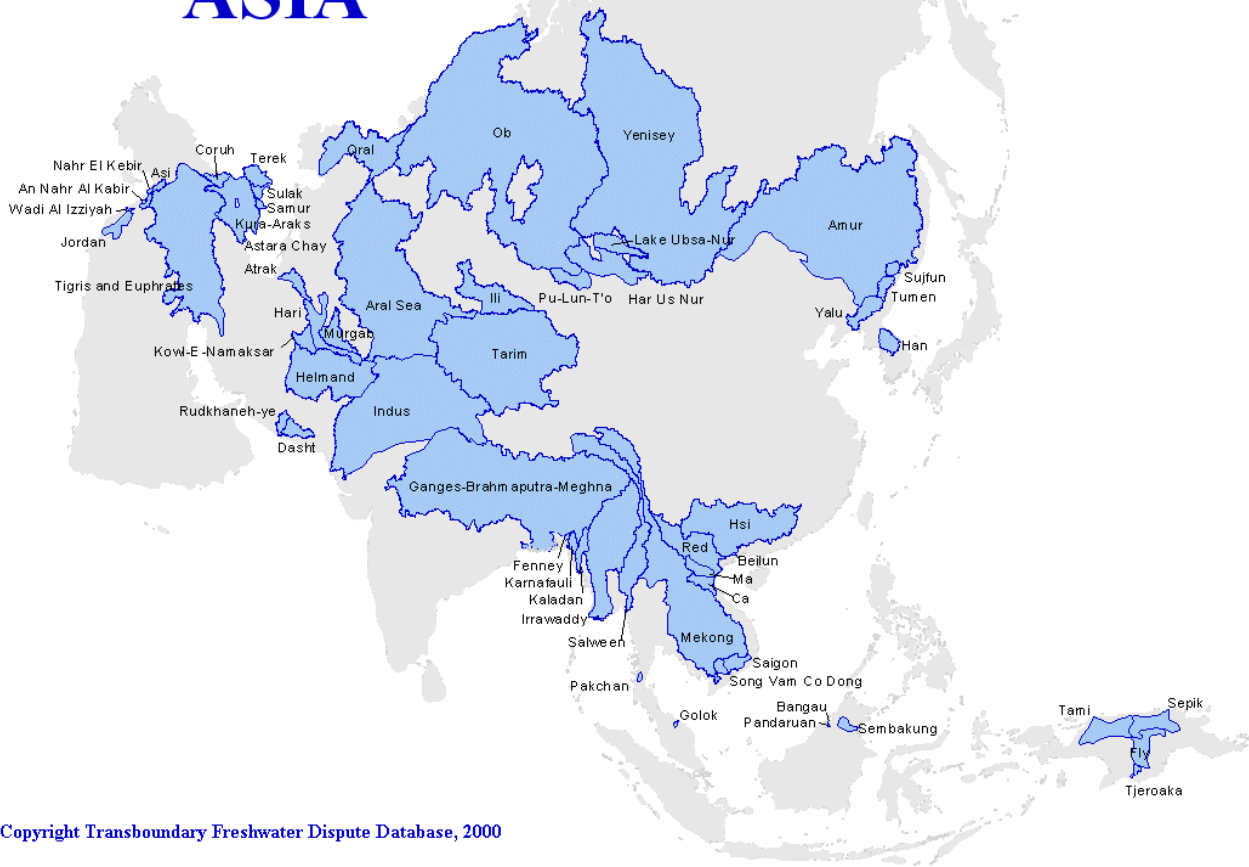 ASIA
Ob
Yenisey
Oral
Coruh
Terek
Nahr El Kebir
Asi
An Nahr Al Kabir
Sulak
Wadi Al Izziyah
Samur
Kura-Araks
Amur
Jordan
Astara Chay
Lake Ubsa-Nur
Atrak
Sujfun
Tigris and Euphrates
Ili
Pu-Lun-T'o
Har Us Nur
Tumen
Aral Sea
Hari
Yalu
Murgab
Han
Kowl-E-Namaksar
Tarim
Helmand
Rudkhaneh-ye
Indus
Dasht
Ganges-Brahmaputra-Meghna
Hsi
Red
Beilun
Fenney
Ma
Karnafauli
Kaladan
Ca
Irrawaddy
Salween
Mekong
Saigon
Song Vam Co Dong
Pakchan
Bangau
Sepik
Tami
Golok
Pandaruan
Sembakung
Fly
Tjeroaka
Copyright Transboundary Freshwater Dispute Database, 2000